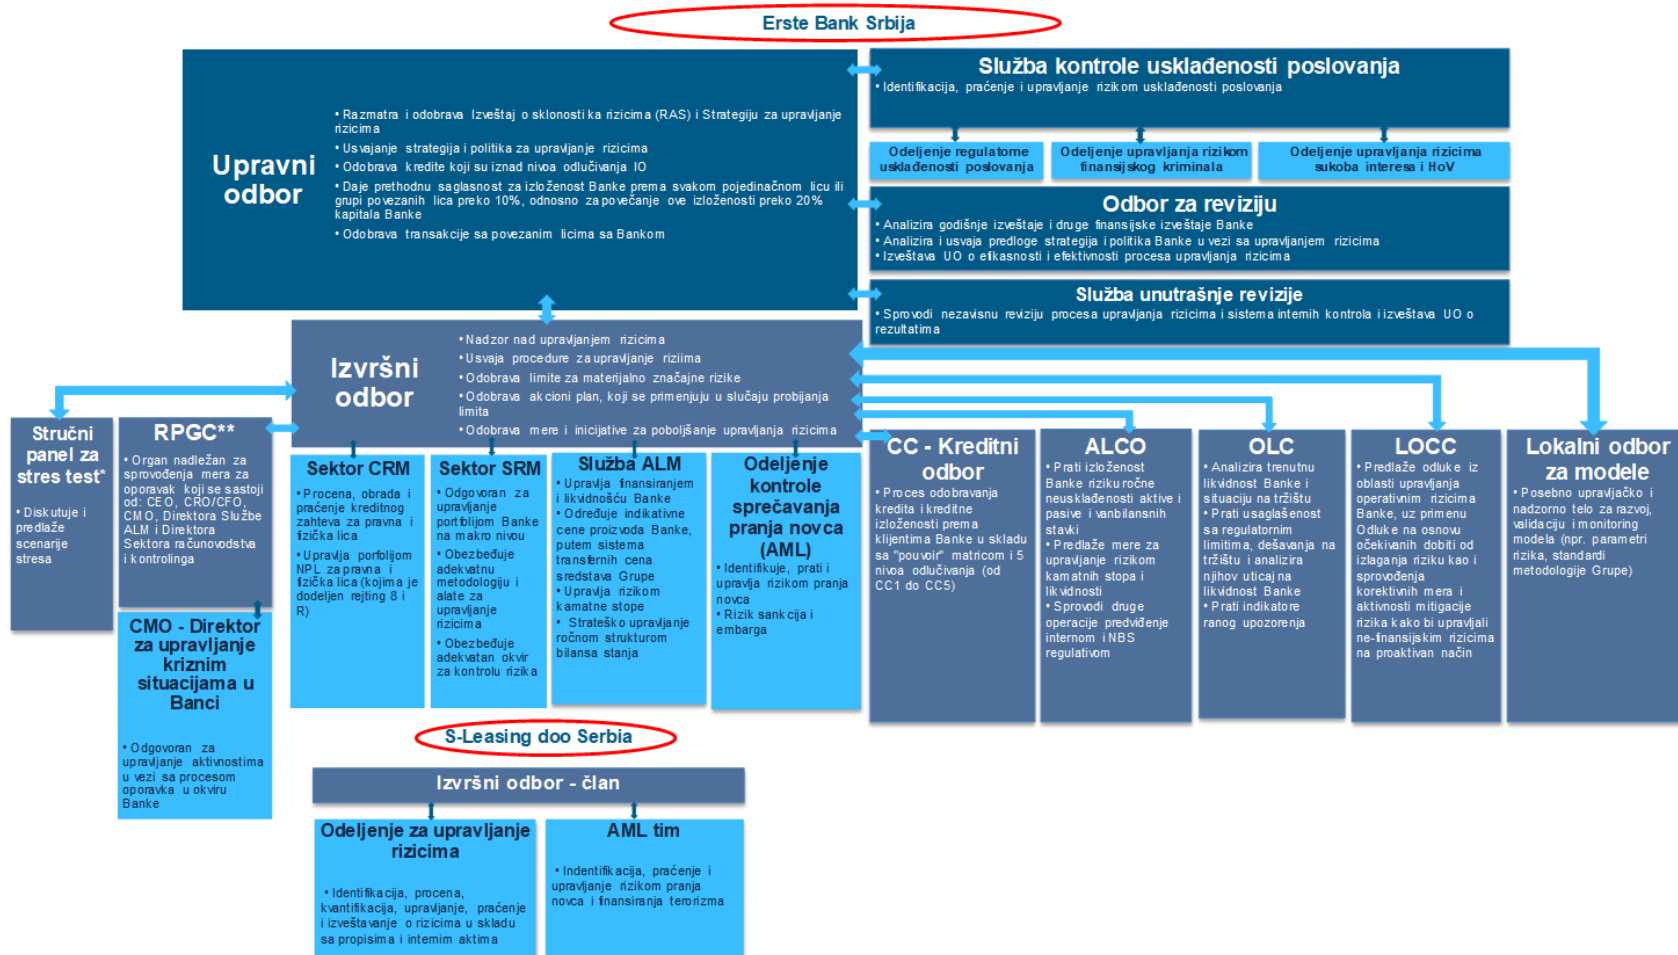 Erste Bank Srbija
Upravni
odbor
• Razmatra i odobrava Izveštaj o sklonosti ka rizicima (RAS) i Strategiju za upravljanje
rizicima
• Usvajanje strategija i politika za upravljanje rizicima
• Odobrava kredite koji su iznad nivoa odlučivanja IO
• Daje prethodnu saglasnost za izloženost Banke prema svakom pojedinačnom licu ili
grupi povezanih lica preko 10%, odnosno za povečanje ove izloženosti preko 20%
kapitala Banke
• Odobrava transakcije sa povezanim licima sa Bankom
Služba kontrole usklađenosti poslovanja
• Identifikacija, praćenje i upravljanje rizikom usklađenosti poslovanja
Odeljenje regulatorne
usklađenosti poslovanja
Odeljenje upravljanja rizikom
finansijskog kriminala
Odeljenje upravljanja rizicima
sukoba interesa i HoV
Odbor za reviziju
• Analizira godišnje izveštaje i druge finansijske izveštaje Banke
• Analizira i usvaja predloge strategija i politika Banke u vezi sa upravljanjem rizicima
• Izveštava UO o efikasnosti i efektivnosti procesa upravljanja rizicima
Služba unutrašnje revizije
• Sprovodi nezavisnu reviziju procesa upravljanja rizicima i sistema internih kontrola i izveštava UO o
rezultatima
Izvršni
odbor
• Nadzor nad upravljanjem rizicima
• Usvaja procedure za upravljanje riziima
• Odobrava limite za materijalno značajne rizike
• Odobrava akcioni plan, koji se primenjuju u slučaju probijanja
limita
• Odobrava mere i inicijative za poboljšanje upravljanja rizicima
Stručni
panel za
stres test*
• Diskutuje i
predlaže
scenarije
stresa
RPGC**
• Organ nadležan za
sprovođenja mera za
oporavak koji se sastoji
od: CEO, CRO/CFO,
CMO, Direktora Službe
ALM i Direktora
Sektora računovodstva
i kontrolinga
CMO - Direktor
za upravljanje
kriznim
situacijama u
Banci
• Odgovoran za
upravljanje aktivnostima
u vezi sa procesom
oporavka u okviru
Banke
Sektor CRM
• Procena, obrada i
praćenje kreditnog
zahteva za pravna i
fizička lica
• Upravlja porfolijom
NPL za pravna i
fizička lica (kojima je
dodeljen rejting 8 i
R)
Sektor SRM
• Odgovoran za
upravljanje
portfolijom Banke
na makro nivou
• Obezbeđuje
adekvatnu
metodologiju i
alate za
upravljanje
rizicima
• Obezbeđuje
adekvatan okvir
za kontrolu rizika
Služba ALM
• Upravlja finansiranjem
i likvidnošću Banke
• Određuje indikativne
cene proizvoda Banke,
putem sistema
transfernih cena
sredstava Grupe
• Upravlja rizikom
kamatne stope
• Strateško upravljanje
ročnom strukturom
bilansa stanja
Odeljenje
kontrole
sprečavanja
pranja novca
(AML)
• Identifikuje, prati i
upravlja rizikom pranja
novca
• Rizik sankcija i
embarga
CC - Kreditni
odbor
• Proces odobravanja
kredita i kreditne
izloženosti prema
klijentima Banke u skladu
sa "pouvoir" matricom i 5
nivoa odlučivanja (od
CC1 do CC5)
ALCO
• Prati izloženost
Banke riziku ročne
neusklađenosti aktive i
pasive i vanbilansnih
stavki
• Predlaže mere za
upravljanje rizikom
kamatnih stopa i
likvidnosti
• Sprovodi druge
operacije predviđene
internom i NBS
regulativom
OLC
• Analizira trenutnu
likvidnost Banke i
situaciju na tržištu
• Prati usaglašenost
sa regulatornim
limitima, dešavanja na
tržištu i analizira
njihov uticaj na
likvidnost Banke
• Prati indikatore
ranog upozorenja
LOCC
• Predlaže odluke iz
oblasti upravljanja
operativnim rizicima
Banke, uz primenu
Odluke na osnovu
očekivanih dobiti od
izlaganja riziku kao i
sprovođenja
korektivnih mera i
aktivnosti mitigacije
rizika kako bi upravljali
ne-finansijskim rizicima
na proaktivan način
Lokalni odbor
za modele
• Posebno upravljačko i
nadzorno telo za razvoj,
validaciju i monitoring
modela (npr. parametri
rizika, standardi
metodologije Grupe)
S-Leasing doo Serbia
Izvršni odbor - član
Odeljenje za upravljanje
rizicima
• Identifikacija, procena,
kvantifikacija, upravljanje, praćenje
i izveštavanje o rizicima u skladu
sa propisima i internim aktima
AML tim
• Indentifikacija, praćenje i
upravljanje rizikom pranja
novca i finansiranja terorizma